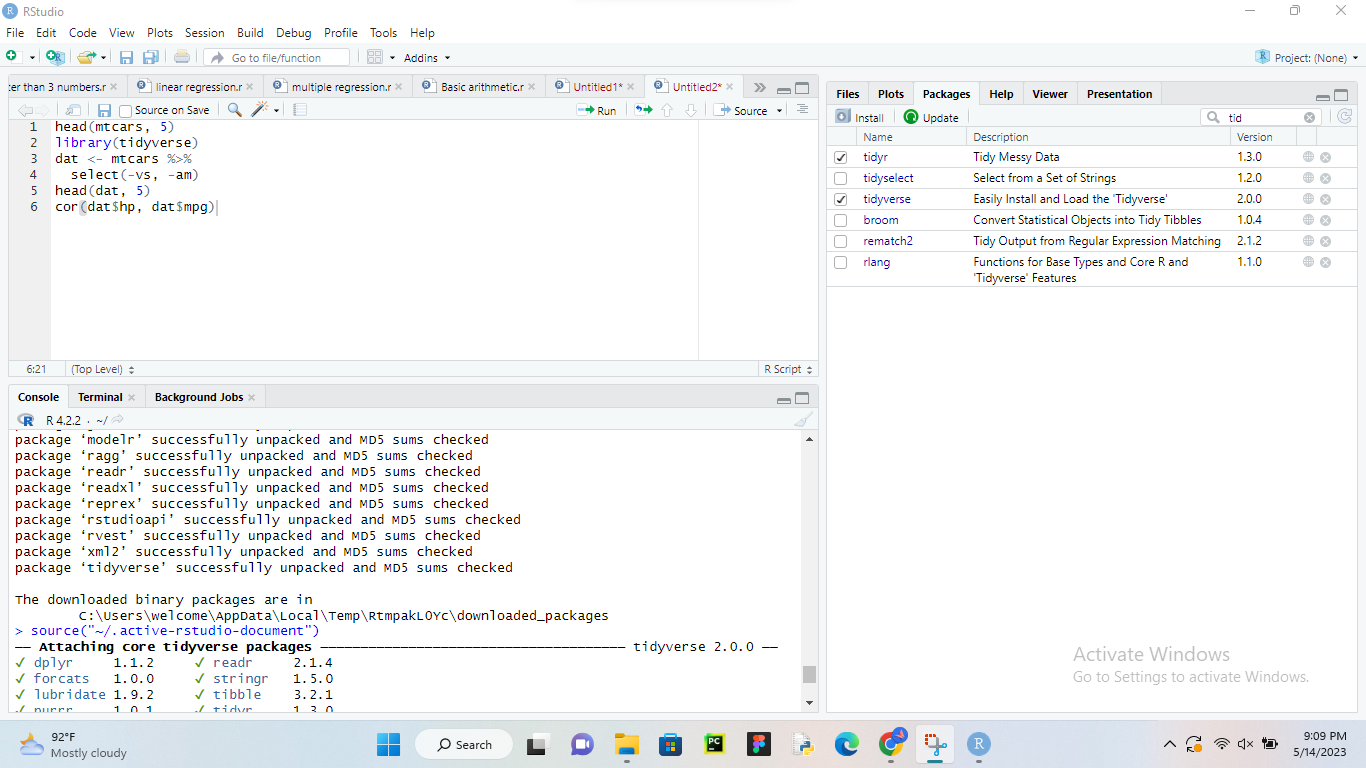 RStudio
File Edit Code View Plots Session Build Debug Profile Tools Help
Go to file/function Addins Project: (None)
ter than 3 numbers.r linear regression.r multiple regression.r Basic arithmetic.r Untitled1* Untitled2*
Source on Save Run Source
1 head(mtcars, 5)
2 library(tidyverse)
3 dat <- mtcars %>%
4 select(-vs, -am)
5 head(dat, 5)
6 cor(dat$hp, dat$mpg)
6:21 (Top Level) R Script
Console Terminal Background Jobs
R 4.2.2 · ~/
package ‘modelr’ successfully unpacked and MD5 sums checked
package ‘ragg’ successfully unpacked and MD5 sums checked
package ‘readr’ successfully unpacked and MD5 sums checked
package ‘readxl’ successfully unpacked and MD5 sums checked
package ‘reprex’ successfully unpacked and MD5 sums checked
package ‘rstudioapi’ successfully unpacked and MD5 sums checked
package ‘rvest’ successfully unpacked and MD5 sums checked
package ‘xml2’ successfully unpacked and MD5 sums checked
package ‘tidyverse’ successfully unpacked and MD5 sums checked
The downloaded binary packages are in
C:\Users\welcome\AppData\Local\Temp\RtmpakLOYc\downloaded_packages
> source("~/.active-rstudio-document")
── Attaching core tidyverse packages ──────────────────── tidyverse 2.0.0 ──
✓ dplyr 1.1.2 ✓ readr 2.1.4
✓ forcats 1.0.0 ✓ stringr 1.5.0
✓ lubridate 1.9.2 ✓ tibble 3.2.1
✓ purrr 1.0.1 ✓ tidyr 1.3.0
Files Plots Packages Help Viewer Presentation
Install Update tid
Name Description Version
tidyr Tidy Messy Data 1.3.0
tidyselect Select from a Set of Strings 1.2.0
tidyverse Easily Install and Load the 'Tidyverse' 2.0.0
broom Convert Statistical Objects into Tidy Tibbles 1.0.4
rematch2 Tidy Output from Regular Expression Matching 2.1.2
rlang Functions for Base Types and Core R and 1.1.0
'Tidyverse' Features
Activate Windows
Go to Settings to activate Windows.
92°F
Mostly cloudy
Search
PC
R
9:09 PM
5/14/2023